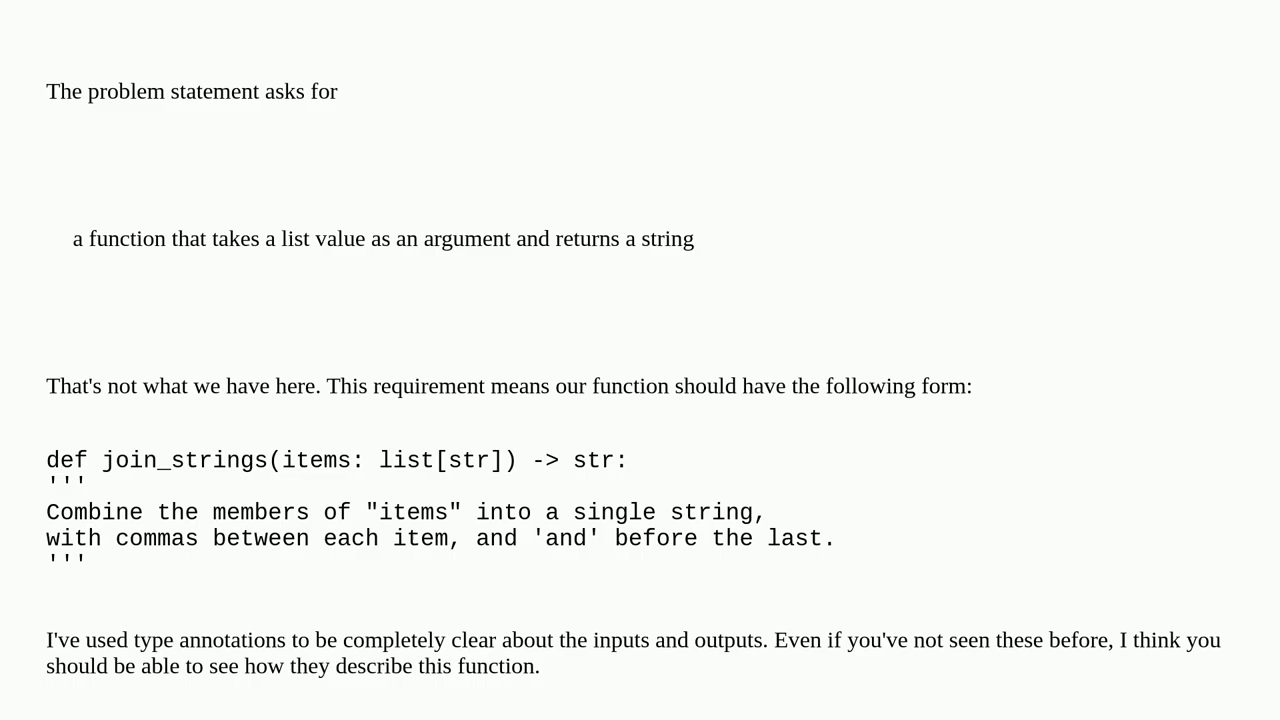 The problem statement asks for
a function that takes a list value as an argument and returns a string
That's not what we have here. This requirement means our function should have the following form:
def join_strings(items: list[str]) -> str:
'''
Combine the members of "items" into a single string,
with commas between each item, and 'and' before the last.
'''
I've used type annotations to be completely clear about the inputs and outputs. Even if you've not seen these before, I think you
should be able to see how they describe this function.